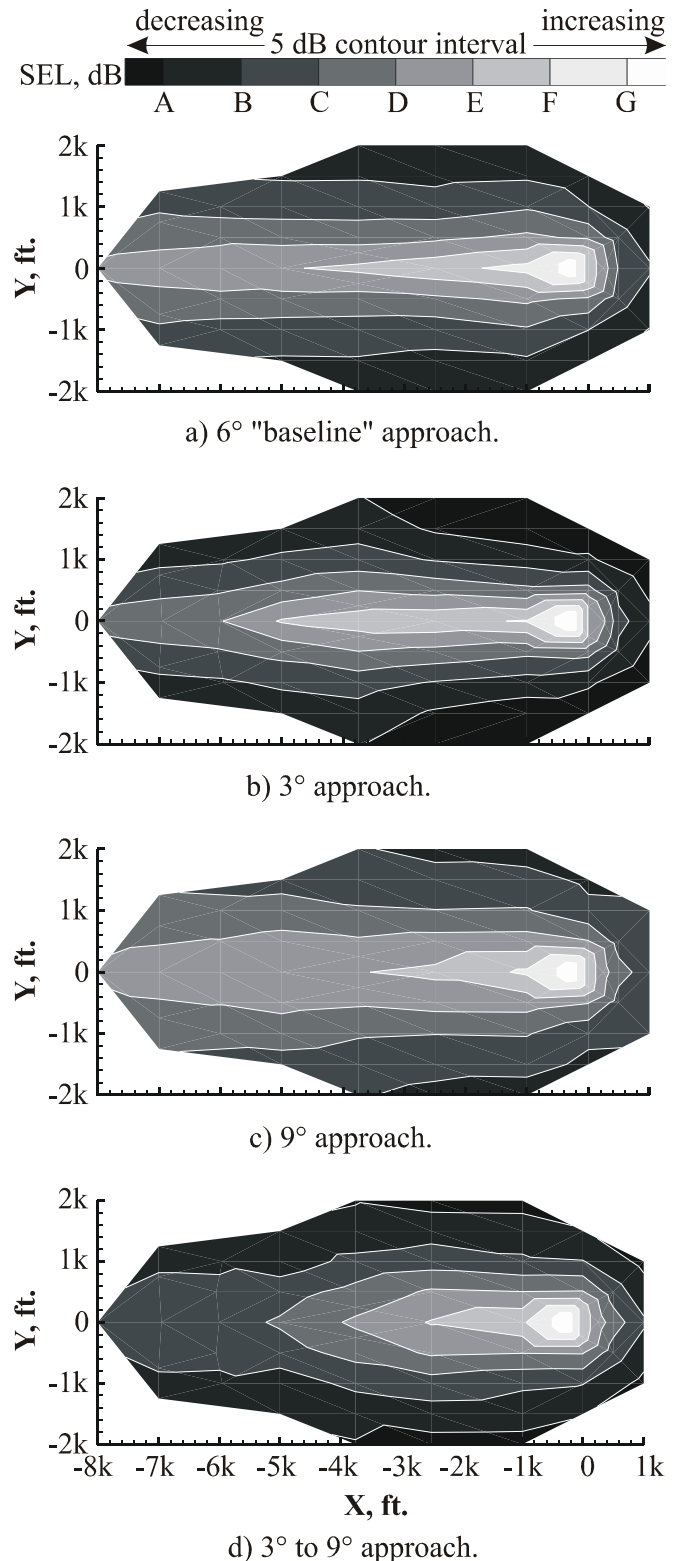 decreasing increasing
5 dB contour interval
SEL, dB
A B C D E F G
2k
1k
0
-1k
-2k
Y, ft.
a) 6° "baseline" approach.
2k
1k
0
-1k
-2k
Y, ft.
b) 3° approach.
2k
1k
0
-1k
-2k
Y, ft.
c) 9° approach.
2k
1k
0
-1k
-2k
Y, ft.
-8k -7k -6k -5k -4k -3k -2k -1k 0 1k
X, ft.
d) 3° to 9° approach.